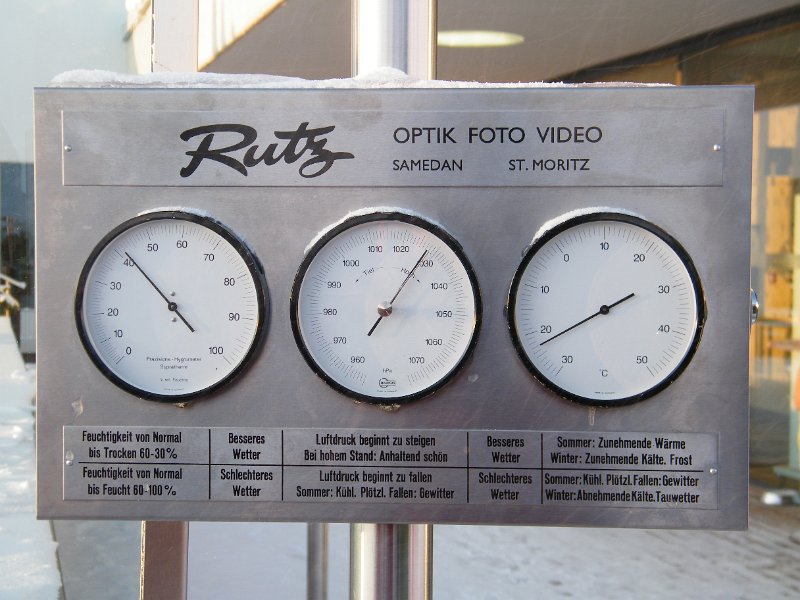 Rutz
OPTIK FOTO VIDEO
SAMEDAN ST. MORITZ
0 10 20 30 40 50 60 70 80 90 100
960 970 980 990 1000 1010 1020 1030 1040 1050 1060 1070
Tief Hoch
hPa
30 20 10 0 10 20 30 40 50
°C
Feuchtigkeit von Normal
bis Trocken 60-30%
Besseres
Wetter
Luftdruck beginnt zu steigen
Bei hohem Stand: Anhaltend schön
Besseres
Wetter
Sommer: Zunehmende Wärme
Winter: Zunehmende Kälte. Frost
Feuchtigkeit von Normal
bis Feucht 60-100%
Schlechteres
Wetter
Luftdruck beginnt zu fallen
Sommer: Kühl. Plötzl. Fallen: Gewitter
Schlechteres
Wetter
Sommer: Kühl. Plötzl. Fallen: Gewitter
Winter: Abnehmende Kälte. Tauwetter